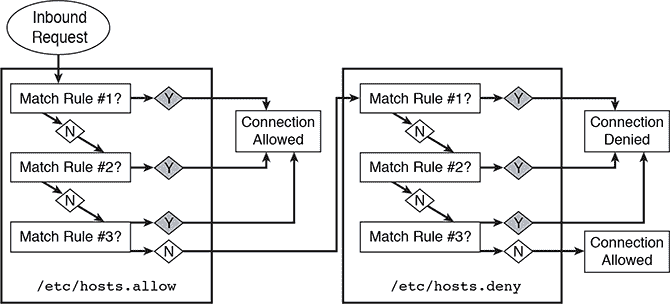 Inbound
Request
Match Rule #1?
Y
N
Match Rule #2?
Y
N
Match Rule #3?
Y
N
Connection
Allowed
/etc/hosts.allow
Match Rule #1?
Y
N
Match Rule #2?
Y
N
Match Rule #3?
Y
N
Connection
Denied
Connection
Allowed
/etc/hosts.deny